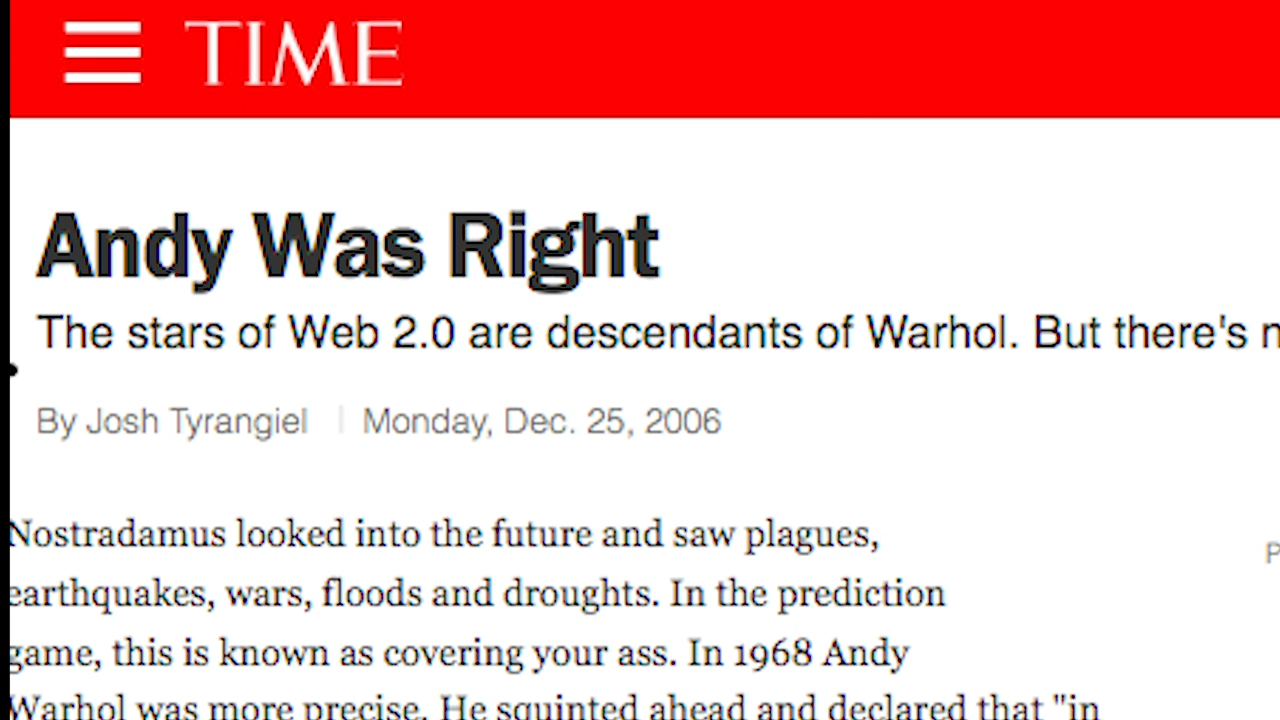 TIME
Andy Was Right
The stars of Web 2.0 are descendants of Warhol. But there's
By Josh Tyrangiel | Monday, Dec. 25, 2006
Nostradamus looked into the future and saw plagues,
earthquakes, wars, floods and droughts. In the prediction
game, this is known as covering your ass. In 1968 Andy
Warhol was more precise. He squinted ahead and declared that "in